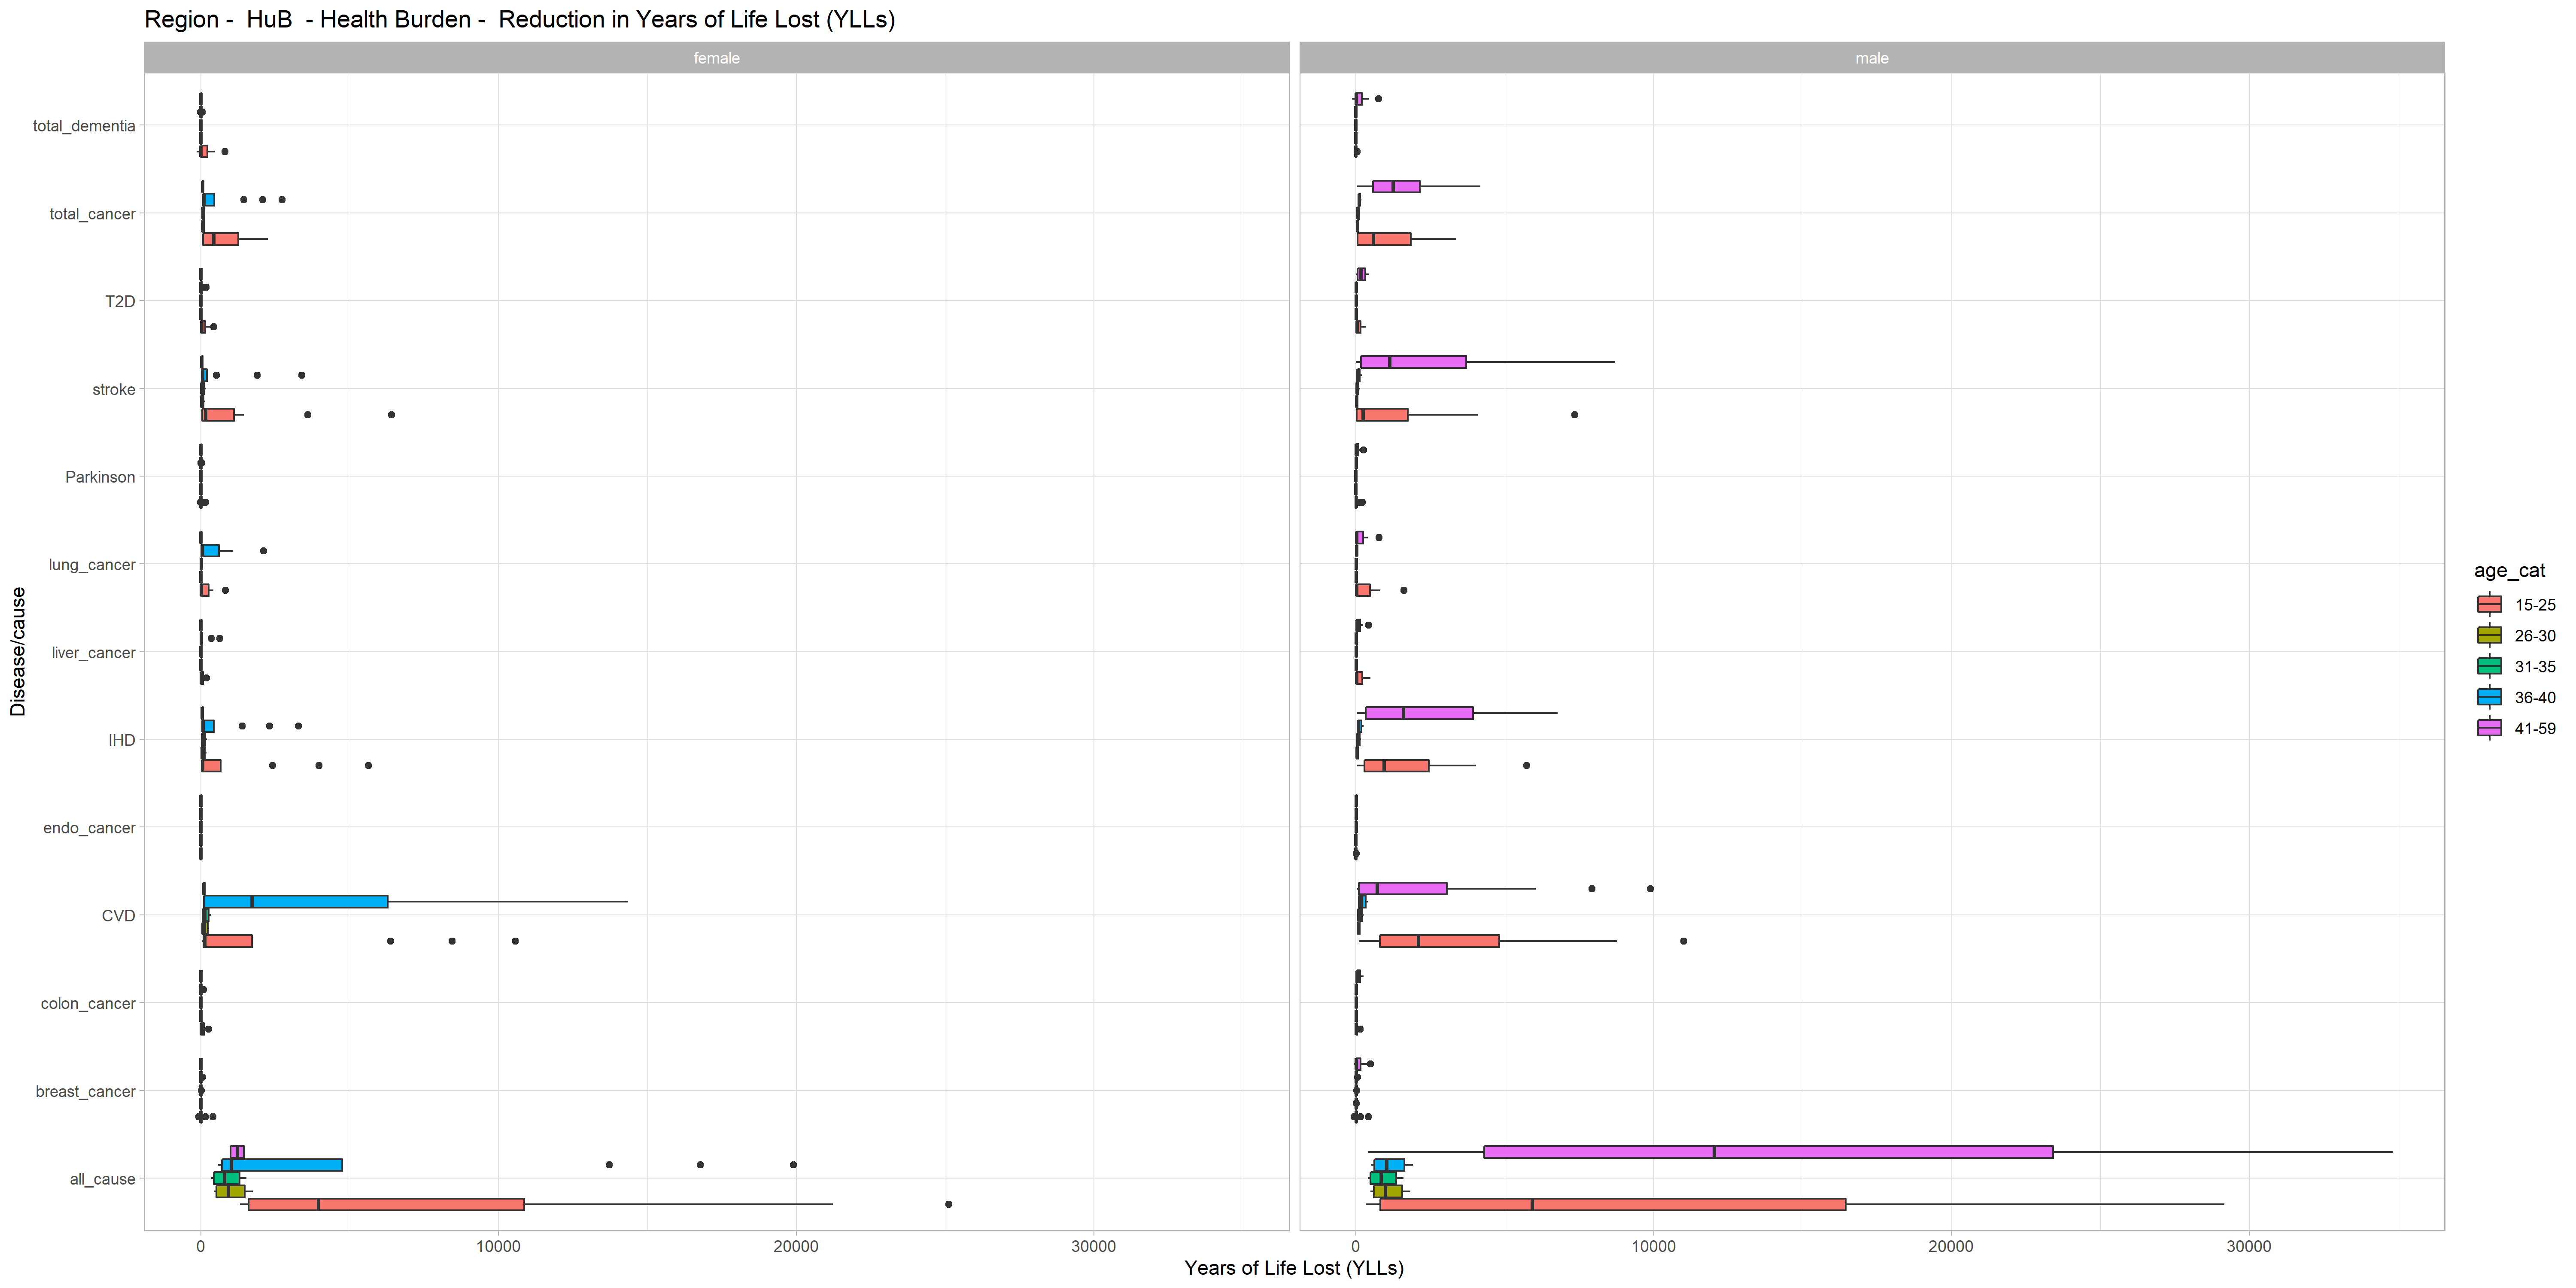 Region -  HuB  - Health Burden -  Reduction in Years of Life Lost (YLLs)
female
male
Disease/cause
total_dementia
total_cancer
T2D
stroke
Parkinson
lung_cancer
liver_cancer
IHD
endo_cancer
CVD
colon_cancer
breast_cancer
all_cause
0 10000 20000 30000
0 10000 20000 30000
Years of Life Lost (YLLs)
age_cat
15-25
26-30
31-35
36-40
41-59